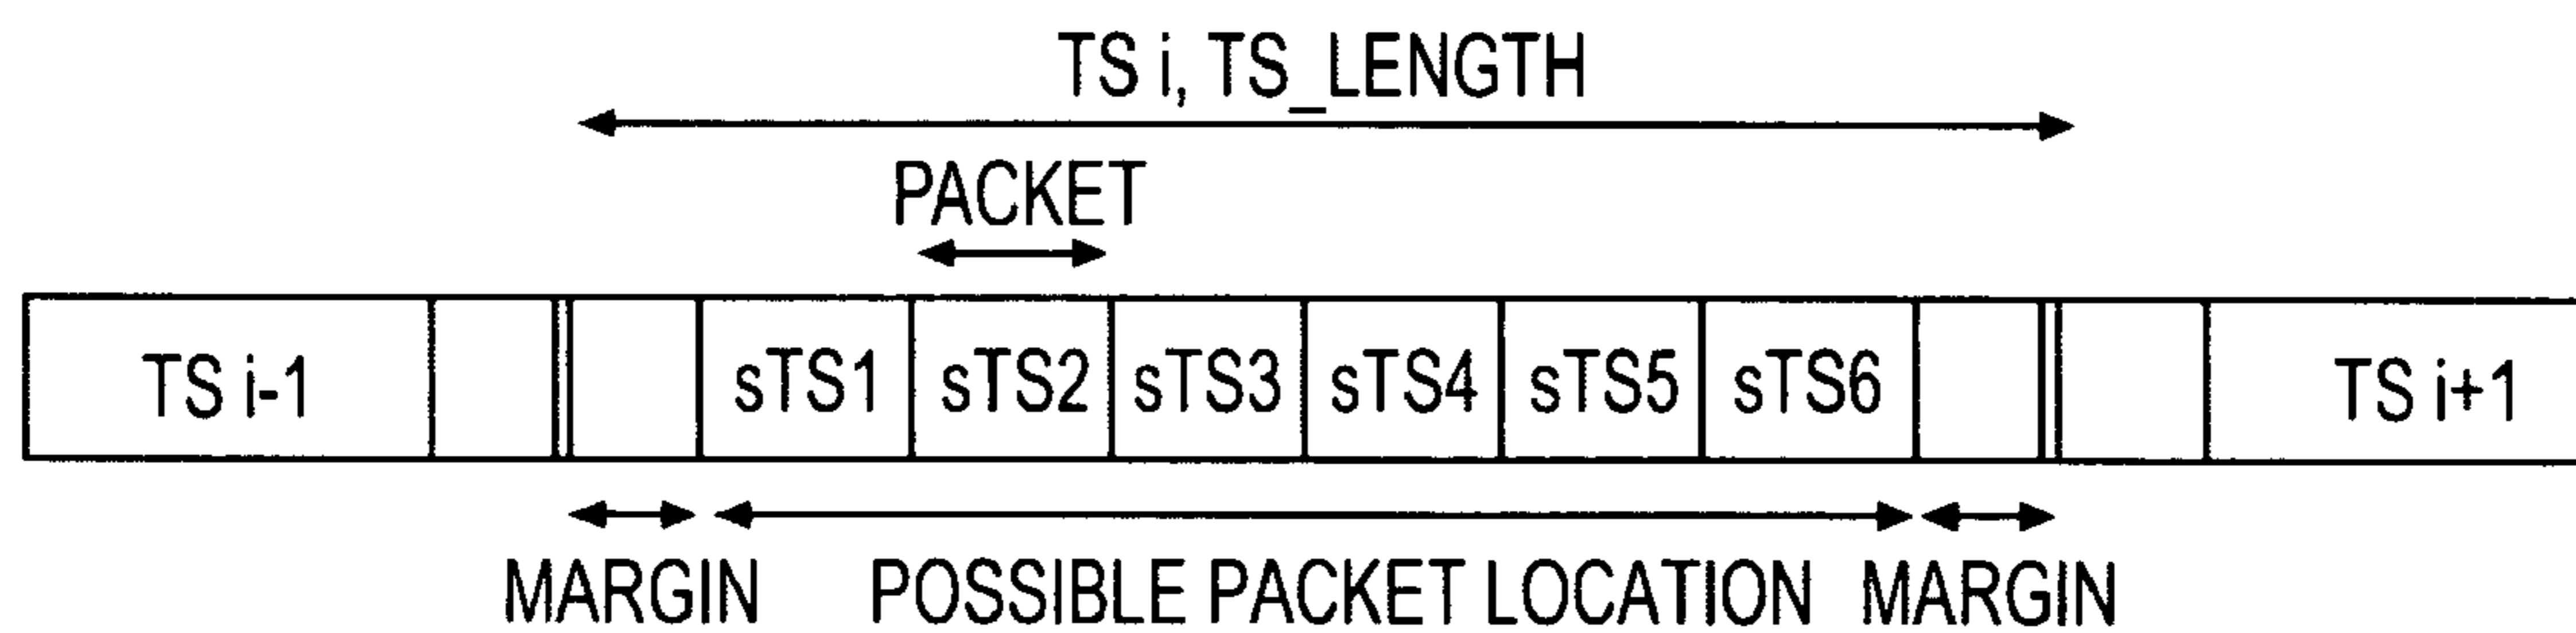 TS i, TS_LENGTH
PACKET
TS i-1 sTS1 sTS2 sTS3 sTS4 sTS5 sTS6 TS i+1
MARGIN POSSIBLE PACKET LOCATION MARGIN